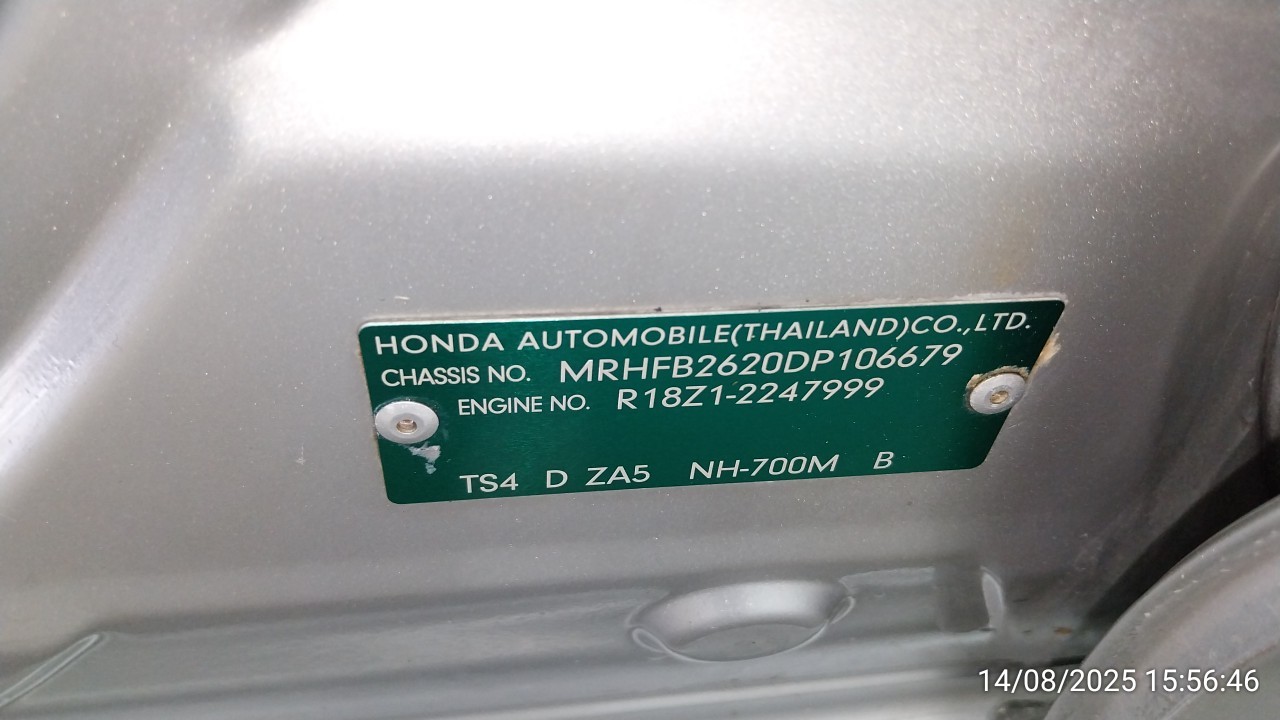 HONDA AUTOMOBILE(THAILAND)CO.,LTD.
CHASSIS NO. MRHFB2620DP106679
ENGINE NO. R18Z1-2247999
TS4 D ZA5 NH-700M B
14/08/2025 15:56:46